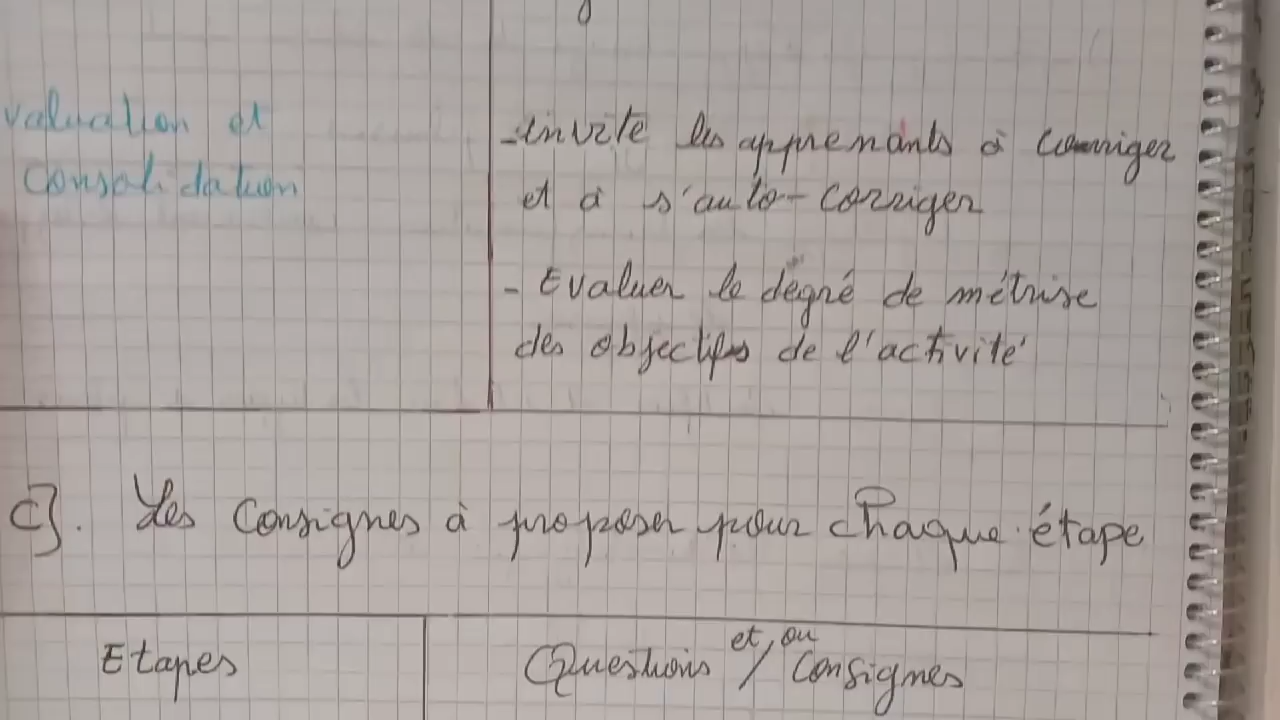 valuation et
consolidation
- invite les apprenants à corriger
et à s'auto-corriger
- Evaluer le dégré de métrise
des objectifs de l'activité
C]. Les consignes à proposer pour chaque étape
Etapes
Questions et/ou consignes